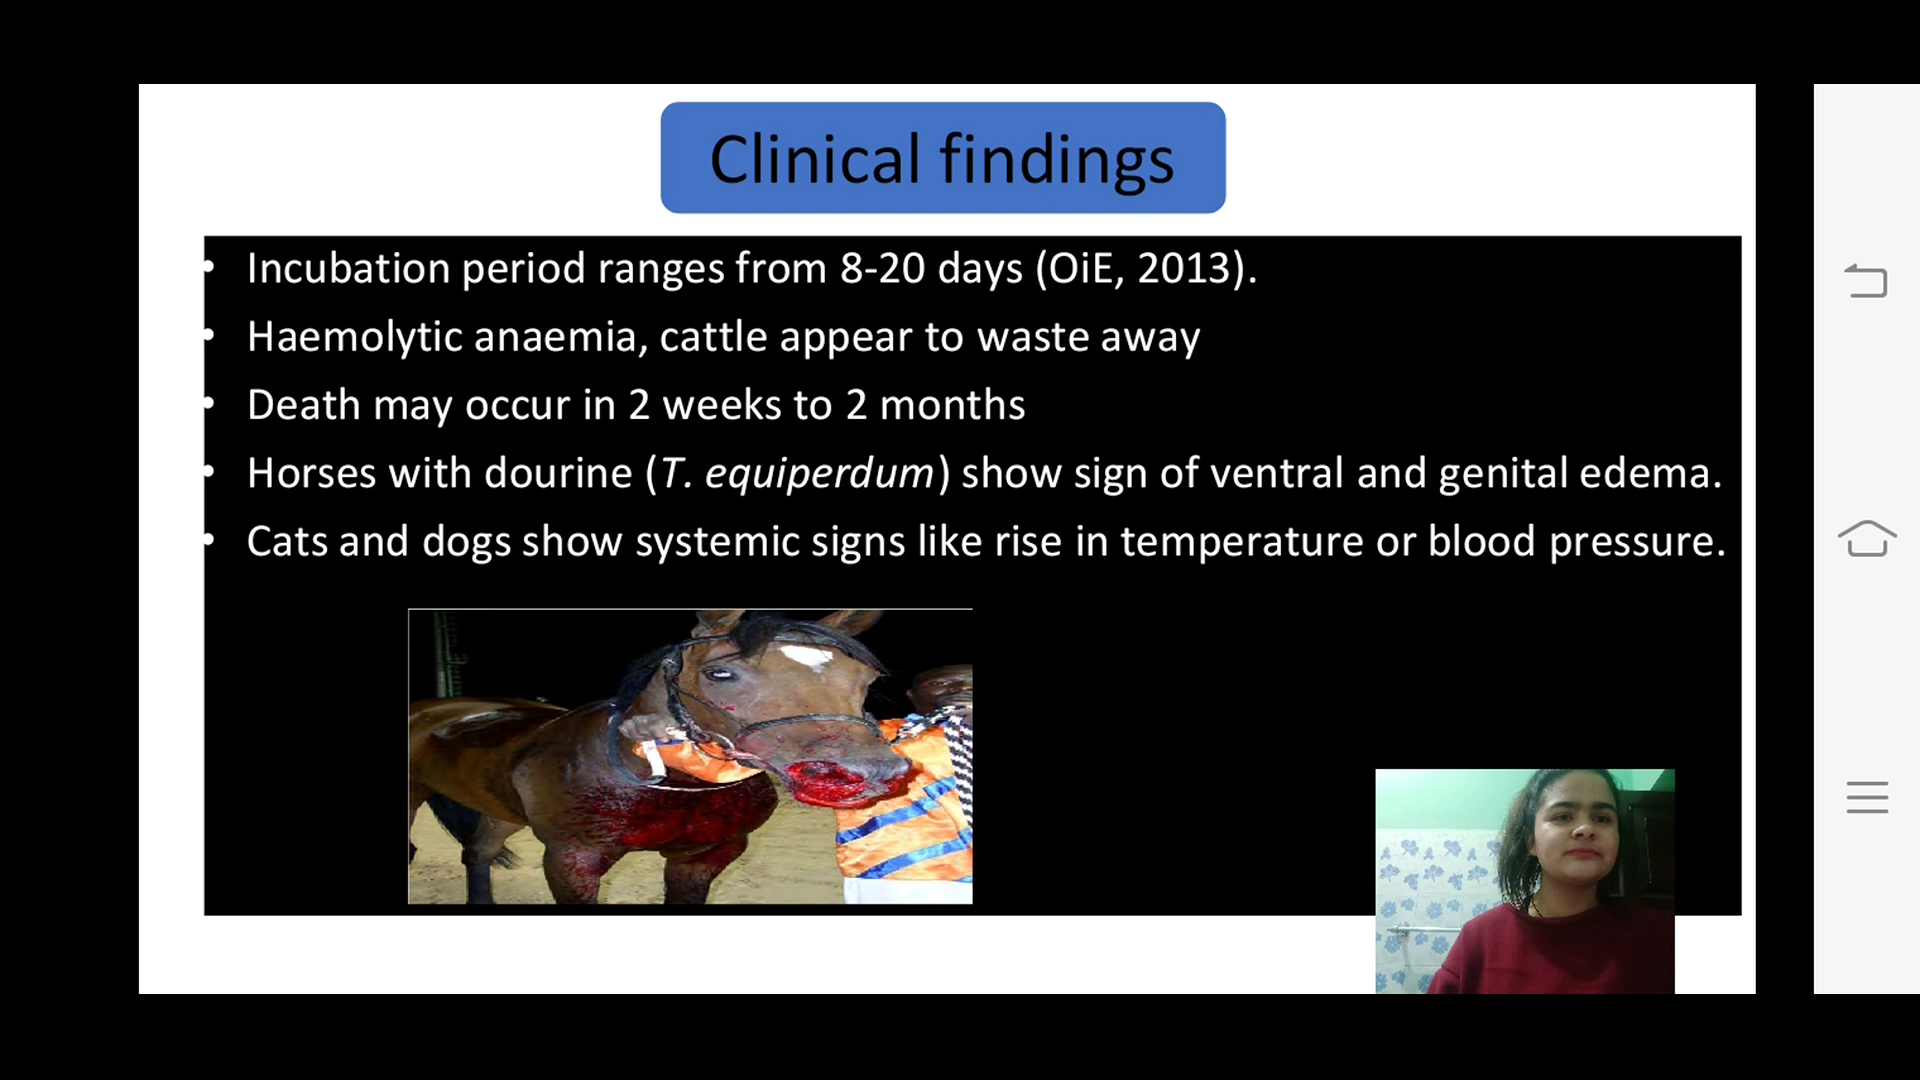 Clinical findings
• Incubation period ranges from 8-20 days (OiE, 2013).
• Haemolytic anaemia, cattle appear to waste away
• Death may occur in 2 weeks to 2 months
• Horses with dourine (T. equiperdum) show sign of ventral and genital edema.
• Cats and dogs show systemic signs like rise in temperature or blood pressure.